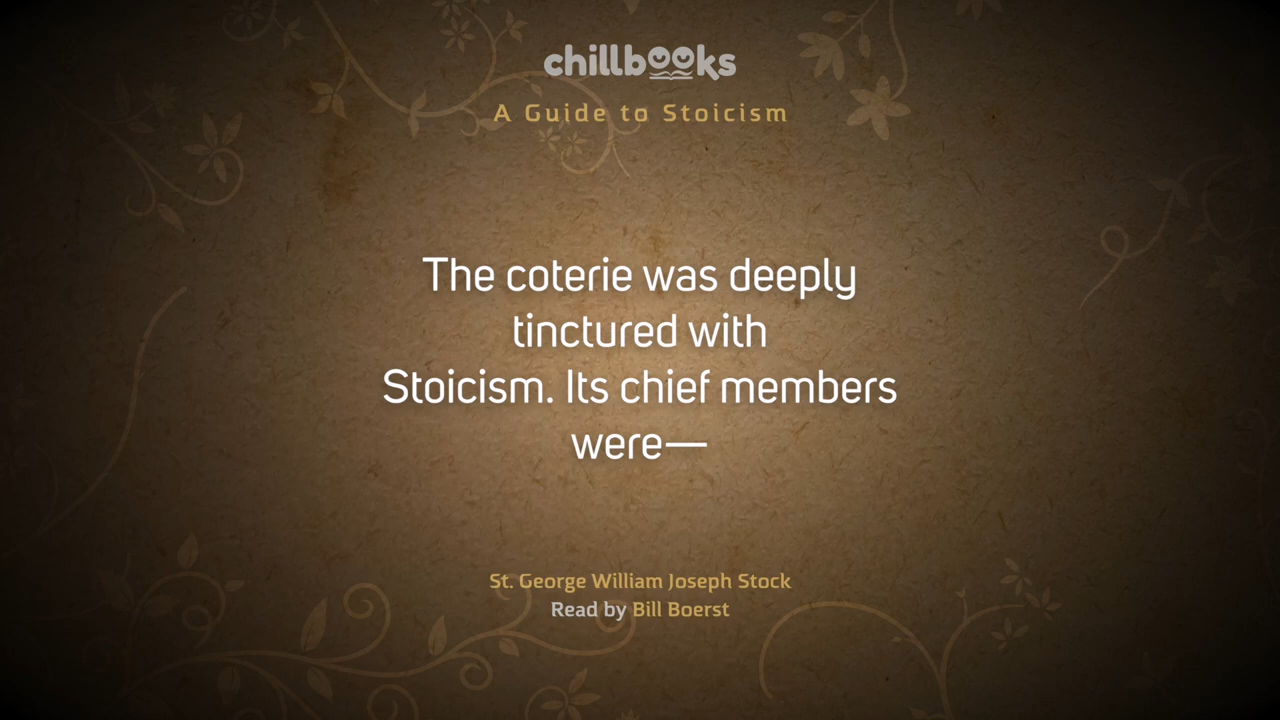 chillbooks
A Guide to Stoicism
The coterie was deeply
tinctured with
Stoicism. Its chief members
were—
St. George William Joseph Stock
Read by Bill Boerst